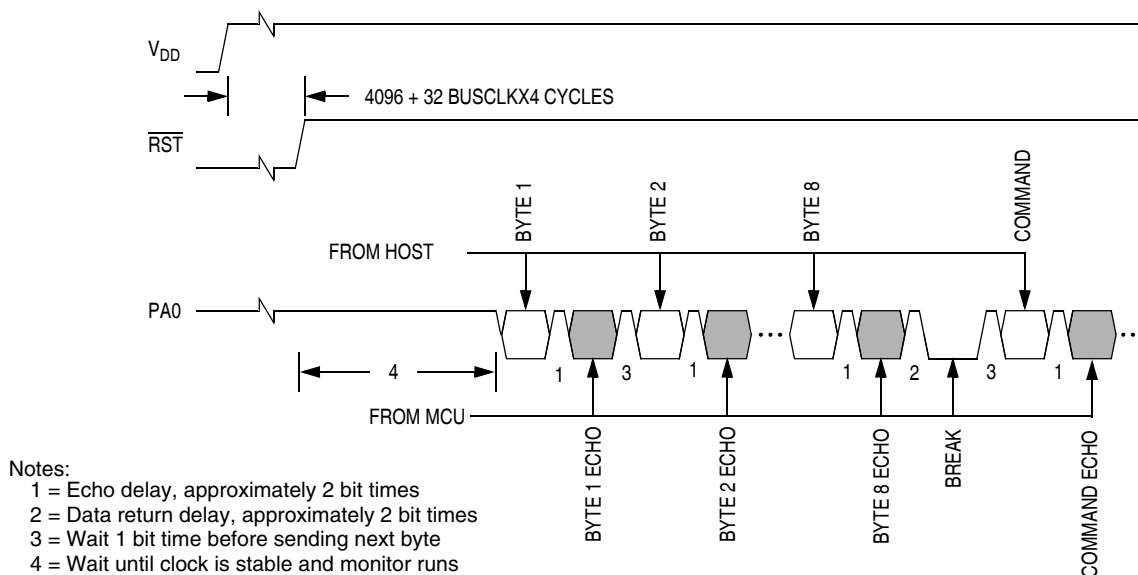 VDD
4096 + 32 BUSCLKX4 CYCLES
RST
BYTE 1
BYTE 2
BYTE 8
COMMAND
FROM HOST
PA0
...
...
4
1
3
1
1
2
3
1
FROM MCU
BYTE 1 ECHO
BYTE 2 ECHO
BYTE 8 ECHO
BREAK
COMMAND ECHO
Notes:
1 = Echo delay, approximately 2 bit times
2 = Data return delay, approximately 2 bit times
3 = Wait 1 bit time before sending next byte
4 = Wait until clock is stable and monitor runs